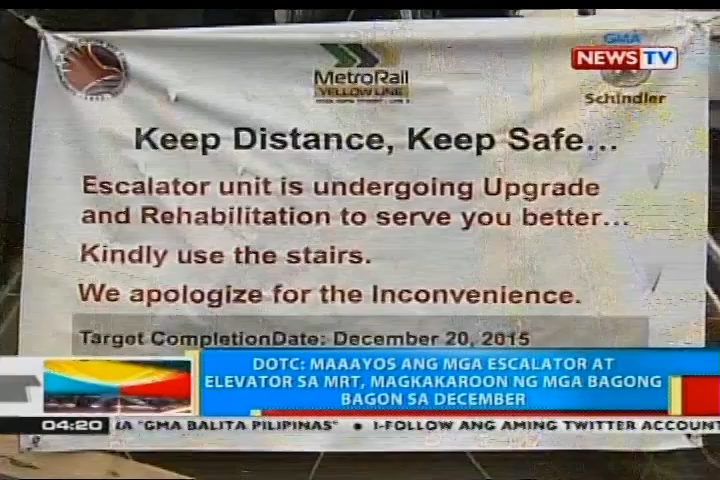 MetroRail
YELLOW LINE
GMA
NEWS TV
Schindler
Keep Distance, Keep Safe...
Escalator unit is undergoing Upgrade
and Rehabilitation to serve you better...
Kindly use the stairs.
We apologize for the Inconvenience.
Target CompletionDate: December 20, 2015
DOTC: MAAAYOS ANG MGA ESCALATOR AT
ELEVATOR SA MRT, MAGKAKAROON NG MGA BAGONG
BAGON SA DECEMBER
04:20 "GMA BALITA PILIPINAS" • I-FOLLOW ANG AMING TWITTER ACCOUNT